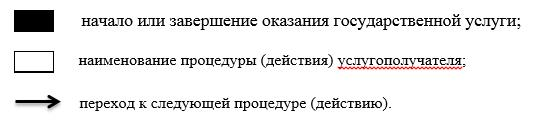 начало или завершение оказания государственной услуги;
наименование процедуры (действия) услугополучателя;
переход к следующей процедуре (действию).